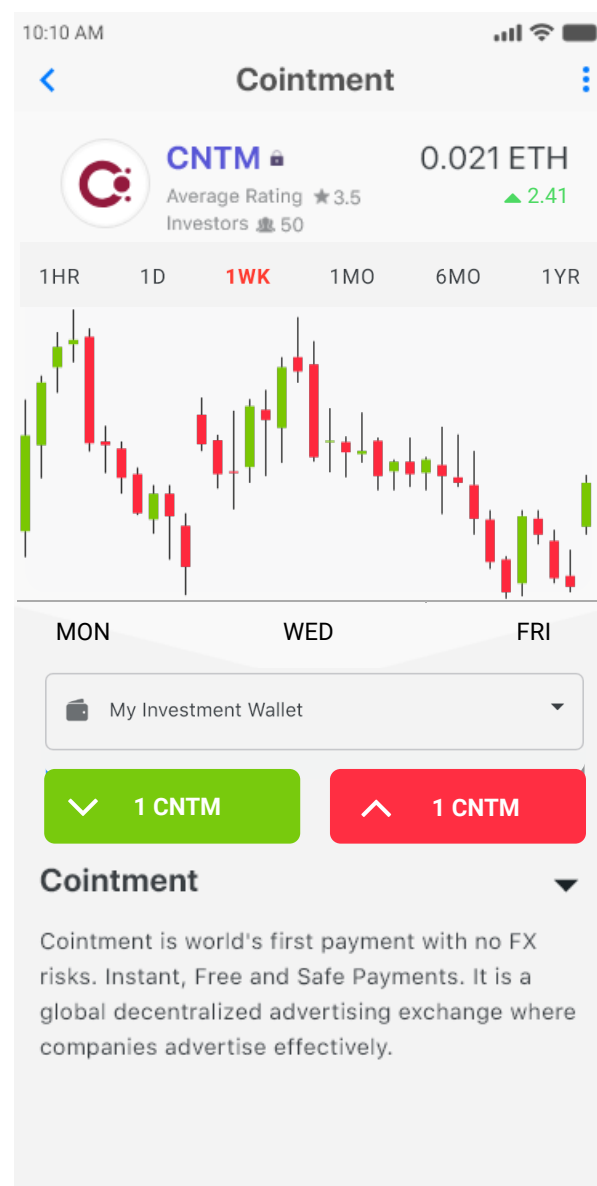 10:10 AM
Cointment
CNTM
0.021 ETH
Average Rating 3.5
2.41
Investors 50
1HR 1D 1WK 1MO 6MO 1YR
MON WED FRI
My Investment Wallet
1 CNTM 1 CNTM
Cointment
Cointment is world's first payment with no FX
risks. Instant, Free and Safe Payments. It is a
global decentralized advertising exchange where
companies advertise effectively.